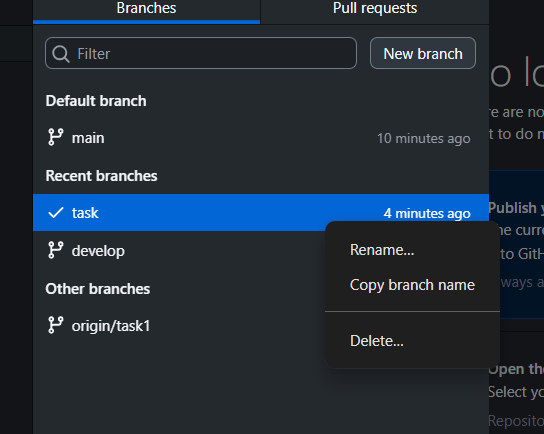 Branches
Pull requests
Filter
New branch
Default branch
main
10 minutes ago
Recent branches
task
4 minutes ago
develop
Other branches
origin/task1
Rename...
Copy branch name
Delete...
o lo
re are no
t to do n
Publish y
he curre
to GitH
ways a
Open the
Select yo
Reposito